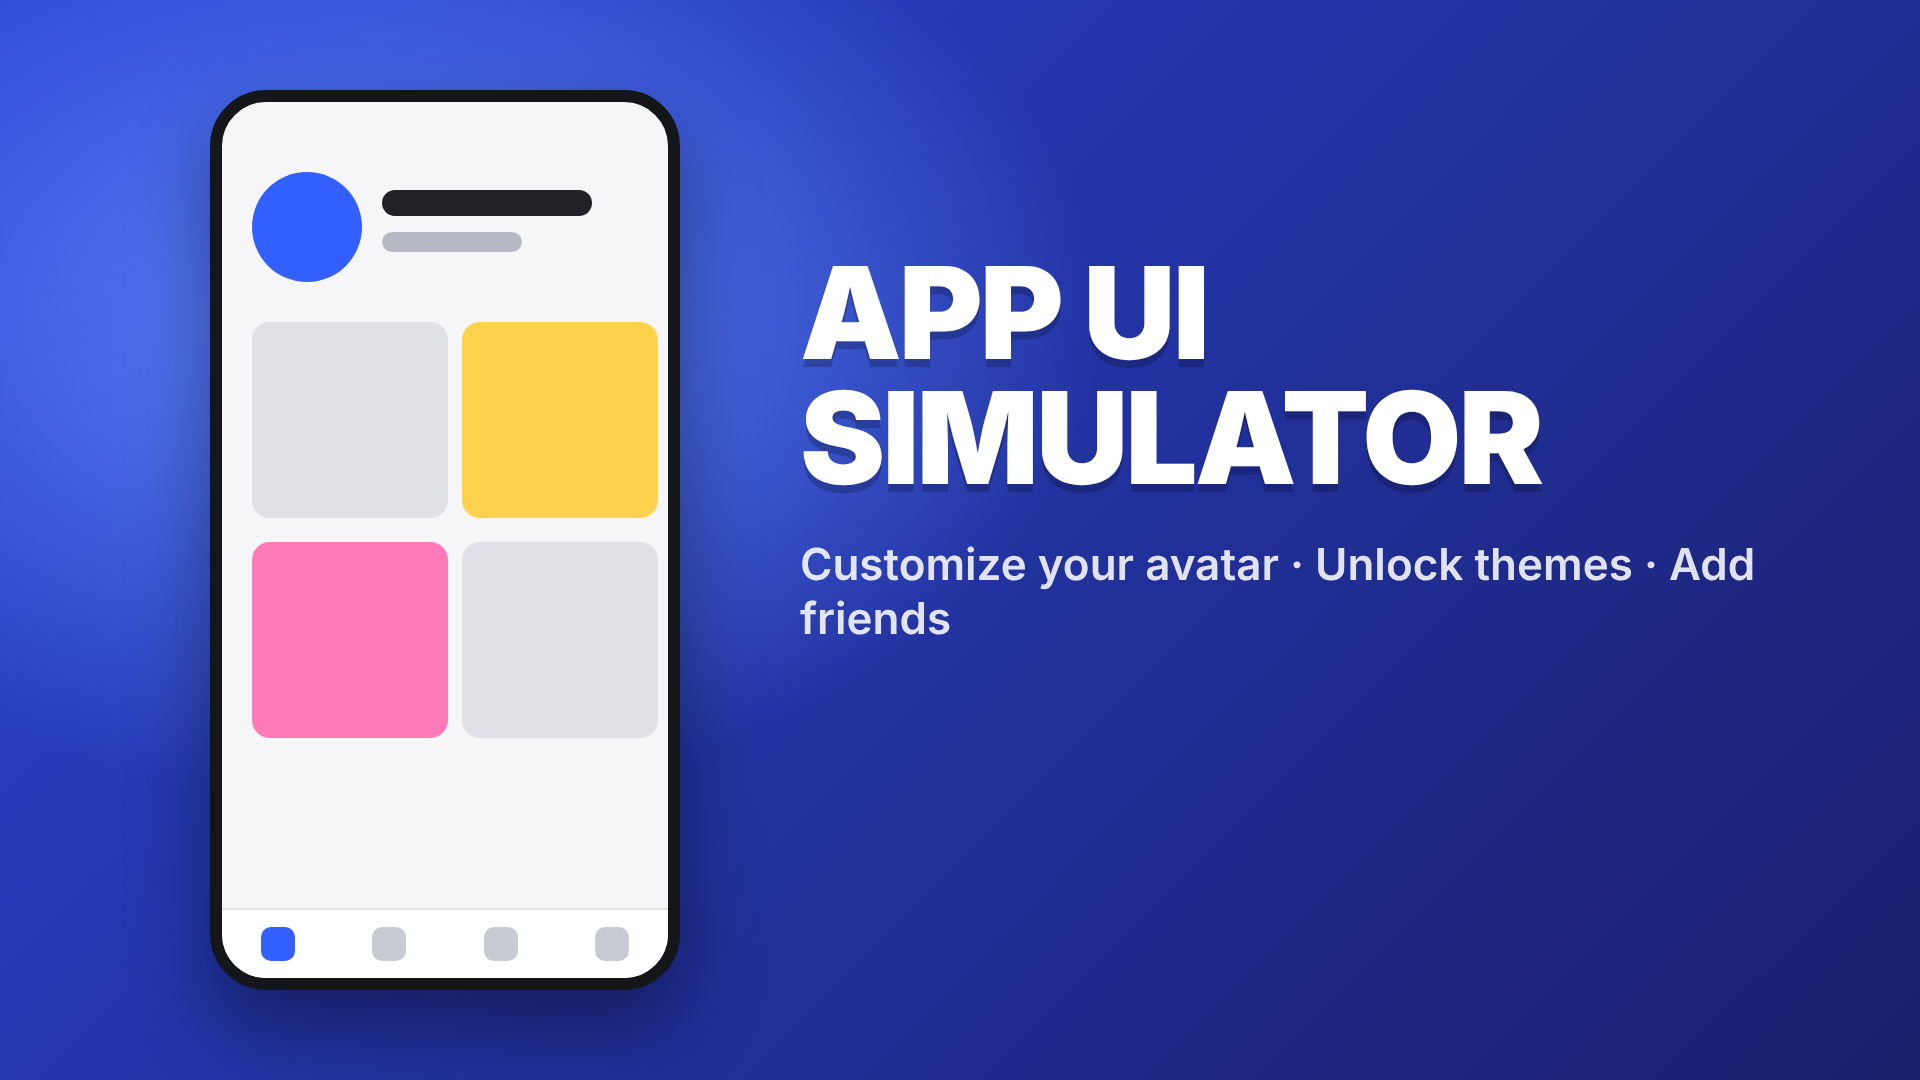 APP UI
SIMULATOR
Customize your avatar · Unlock themes · Add
friends